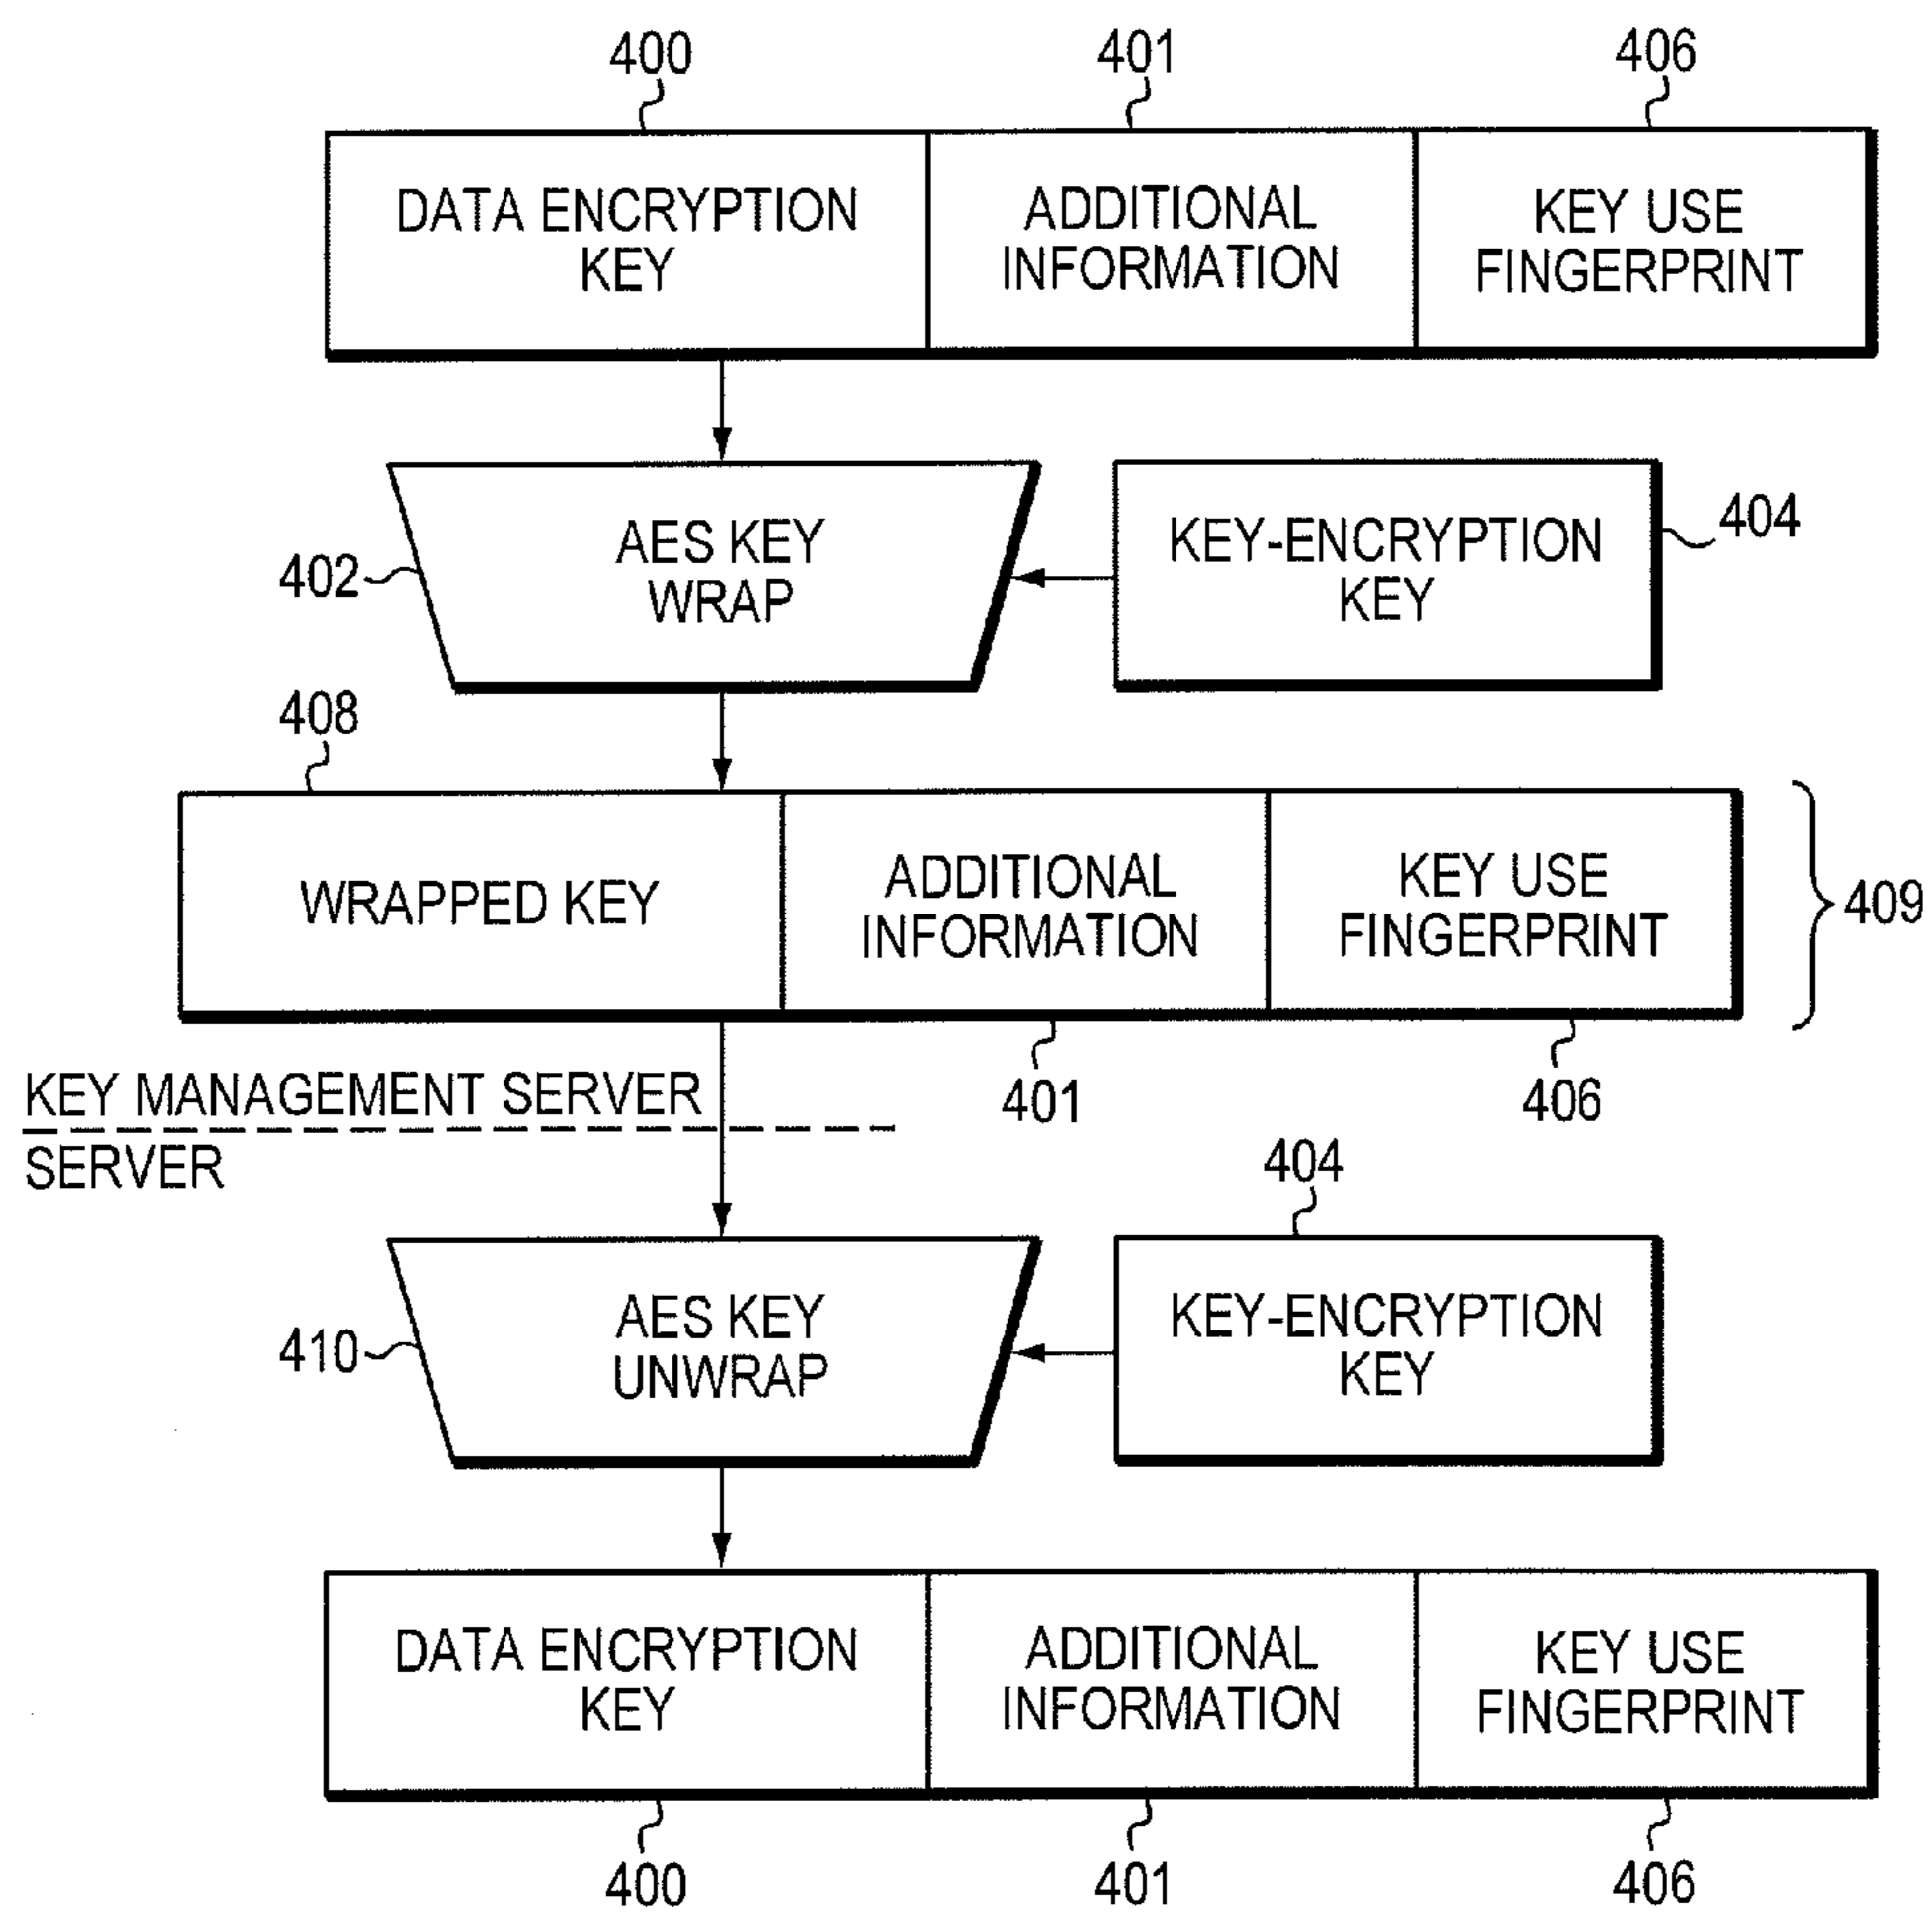 400
401
406
DATA ENCRYPTION
KEY
ADDITIONAL
INFORMATION
KEY USE
FINGERPRINT
402
AES KEY
WRAP
KEY-ENCRYPTION
KEY
404
408
WRAPPED KEY
ADDITIONAL
INFORMATION
KEY USE
FINGERPRINT
409
401
406
KEY MANAGEMENT SERVER
SERVER
404
410
AES KEY
UNWRAP
KEY-ENCRYPTION
KEY
DATA ENCRYPTION
KEY
ADDITIONAL
INFORMATION
KEY USE
FINGERPRINT
400
401
406